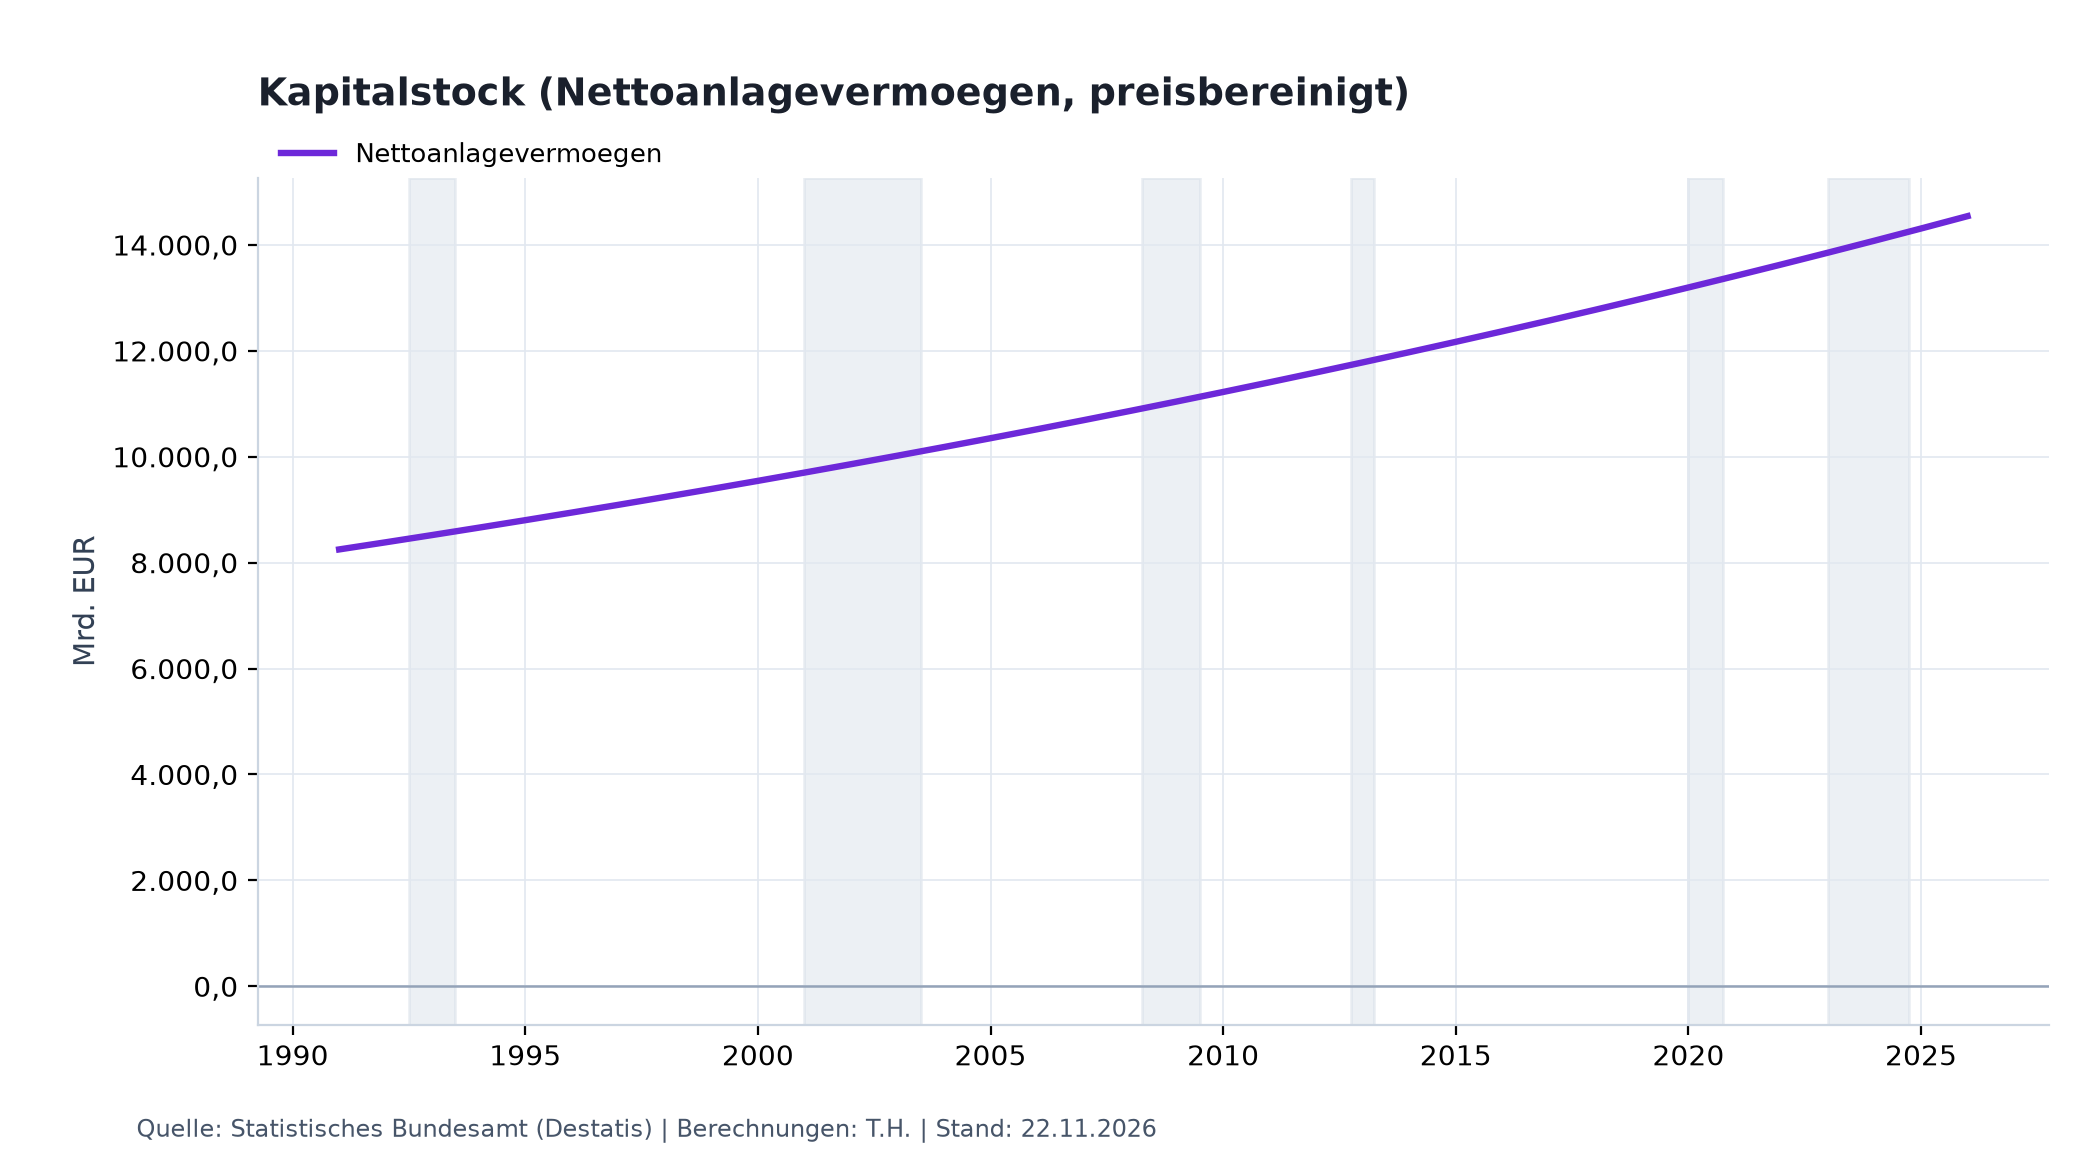 Kapitalstock (Nettoanlagevermoegen, preisbereinigt)
Nettoanlagevermoegen
14.000,0
12.000,0
10.000,0
8.000,0
6.000,0
4.000,0
2.000,0
0,0
Mrd. EUR
1990 1995 2000 2005 2010 2015 2020 2025
Quelle: Statistisches Bundesamt (Destatis) | Berechnungen: T.H. | Stand: 22.11.2026